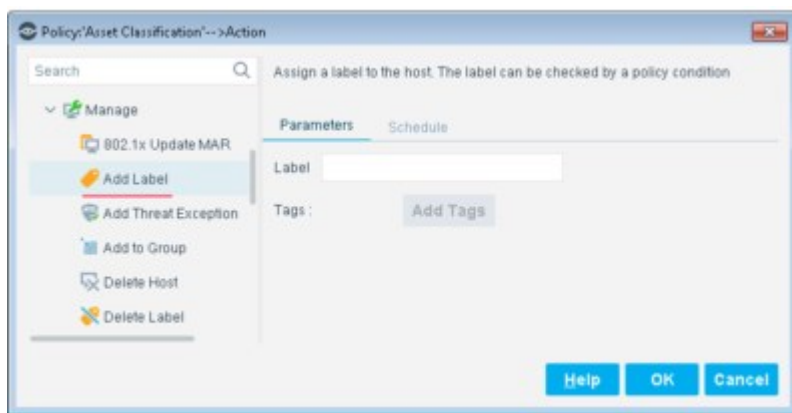 Policy:'Asset Classification'-->Action
Search
Assign a label to the host. The label can be checked by a policy condition
Manage
802.1x Update MAR
Add Label
Add Threat Exception
Add to Group
Delete Host
Delete Label
Parameters
Schedule
Label
Tags :
Add Tags
Help
OK
Cancel